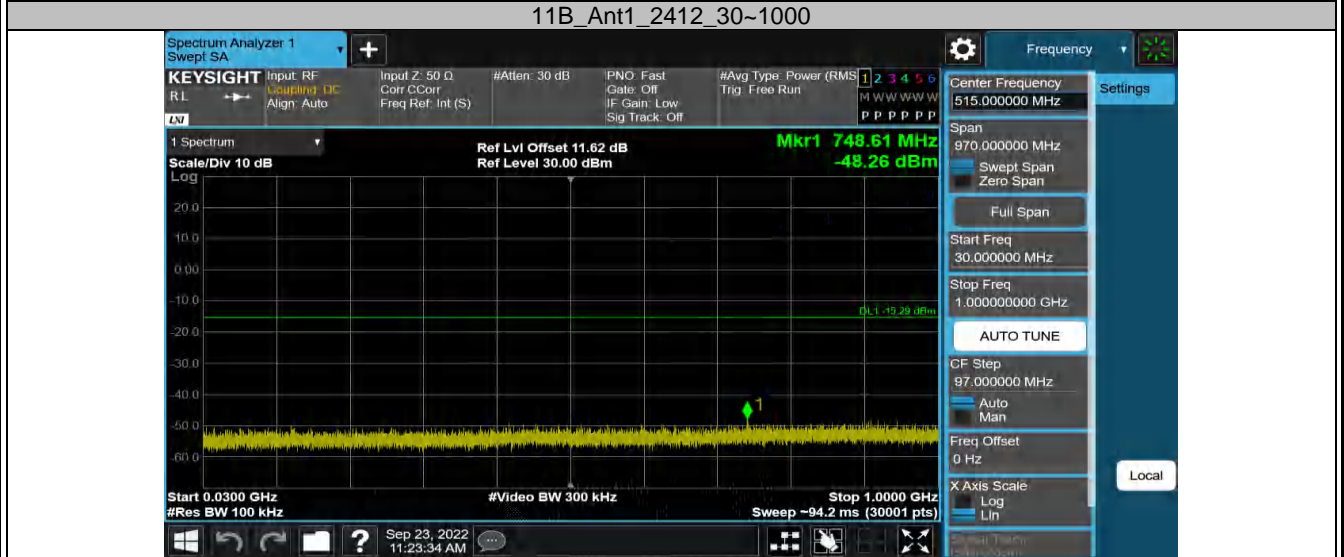 11B_Ant1_2412_30~1000
Spectrum Analyzer 1
Swept SA
+
Frequency
KEYSIGHT
RL
LXI
Input: RF
Coupling: DC
Align: Auto
Input Z: 50 Ω
Corr CCorr
Freq Ref: Int (S)
#Atten: 30 dB
PNO: Fast
Gate: Off
IF Gain: Low
Sig Track: Off
#Avg Type: Power (RMS
Trig: Free Run
1 2 3 4 5 6
M W W W W W
P P P P P P
1 Spectrum
Scale/Div 10 dB
Log
Ref Lvl Offset 11.62 dB
Ref Level 30.00 dBm
Mkr1 748.61 MHz
-48.26 dBm
20.0
10.0
0.00
-10.0
DL1 -15.29 dBm
-20.0
-30.0
-40.0
1
-50.0
-60.0
Start 0.0300 GHz
#Res BW 100 kHz
#Video BW 300 kHz
Stop 1.0000 GHz
Sweep ~94.2 ms (30001 pts)
?
Sep 23, 2022
11:23:34 AM
Center Frequency
515.000000 MHz
Settings
Span
970.000000 MHz
Swept Span
Zero Span
Full Span
Start Freq
30.000000 MHz
Stop Freq
1.000000000 GHz
AUTO TUNE
CF Step
97.000000 MHz
Auto
Man
Freq Offset
0 Hz
X Axis Scale
Log
Lin
Local